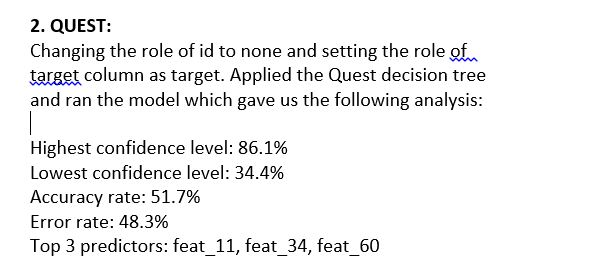 2. QUEST:
Changing the role of id to none and setting the role of
target column as target. Applied the Quest decision tree
and ran the model which gave us the following analysis:
Highest confidence level: 86.1%
Lowest confidence level: 34.4%
Accuracy rate: 51.7%
Error rate: 48.3%
Top 3 predictors: feat_11, feat_34, feat_60